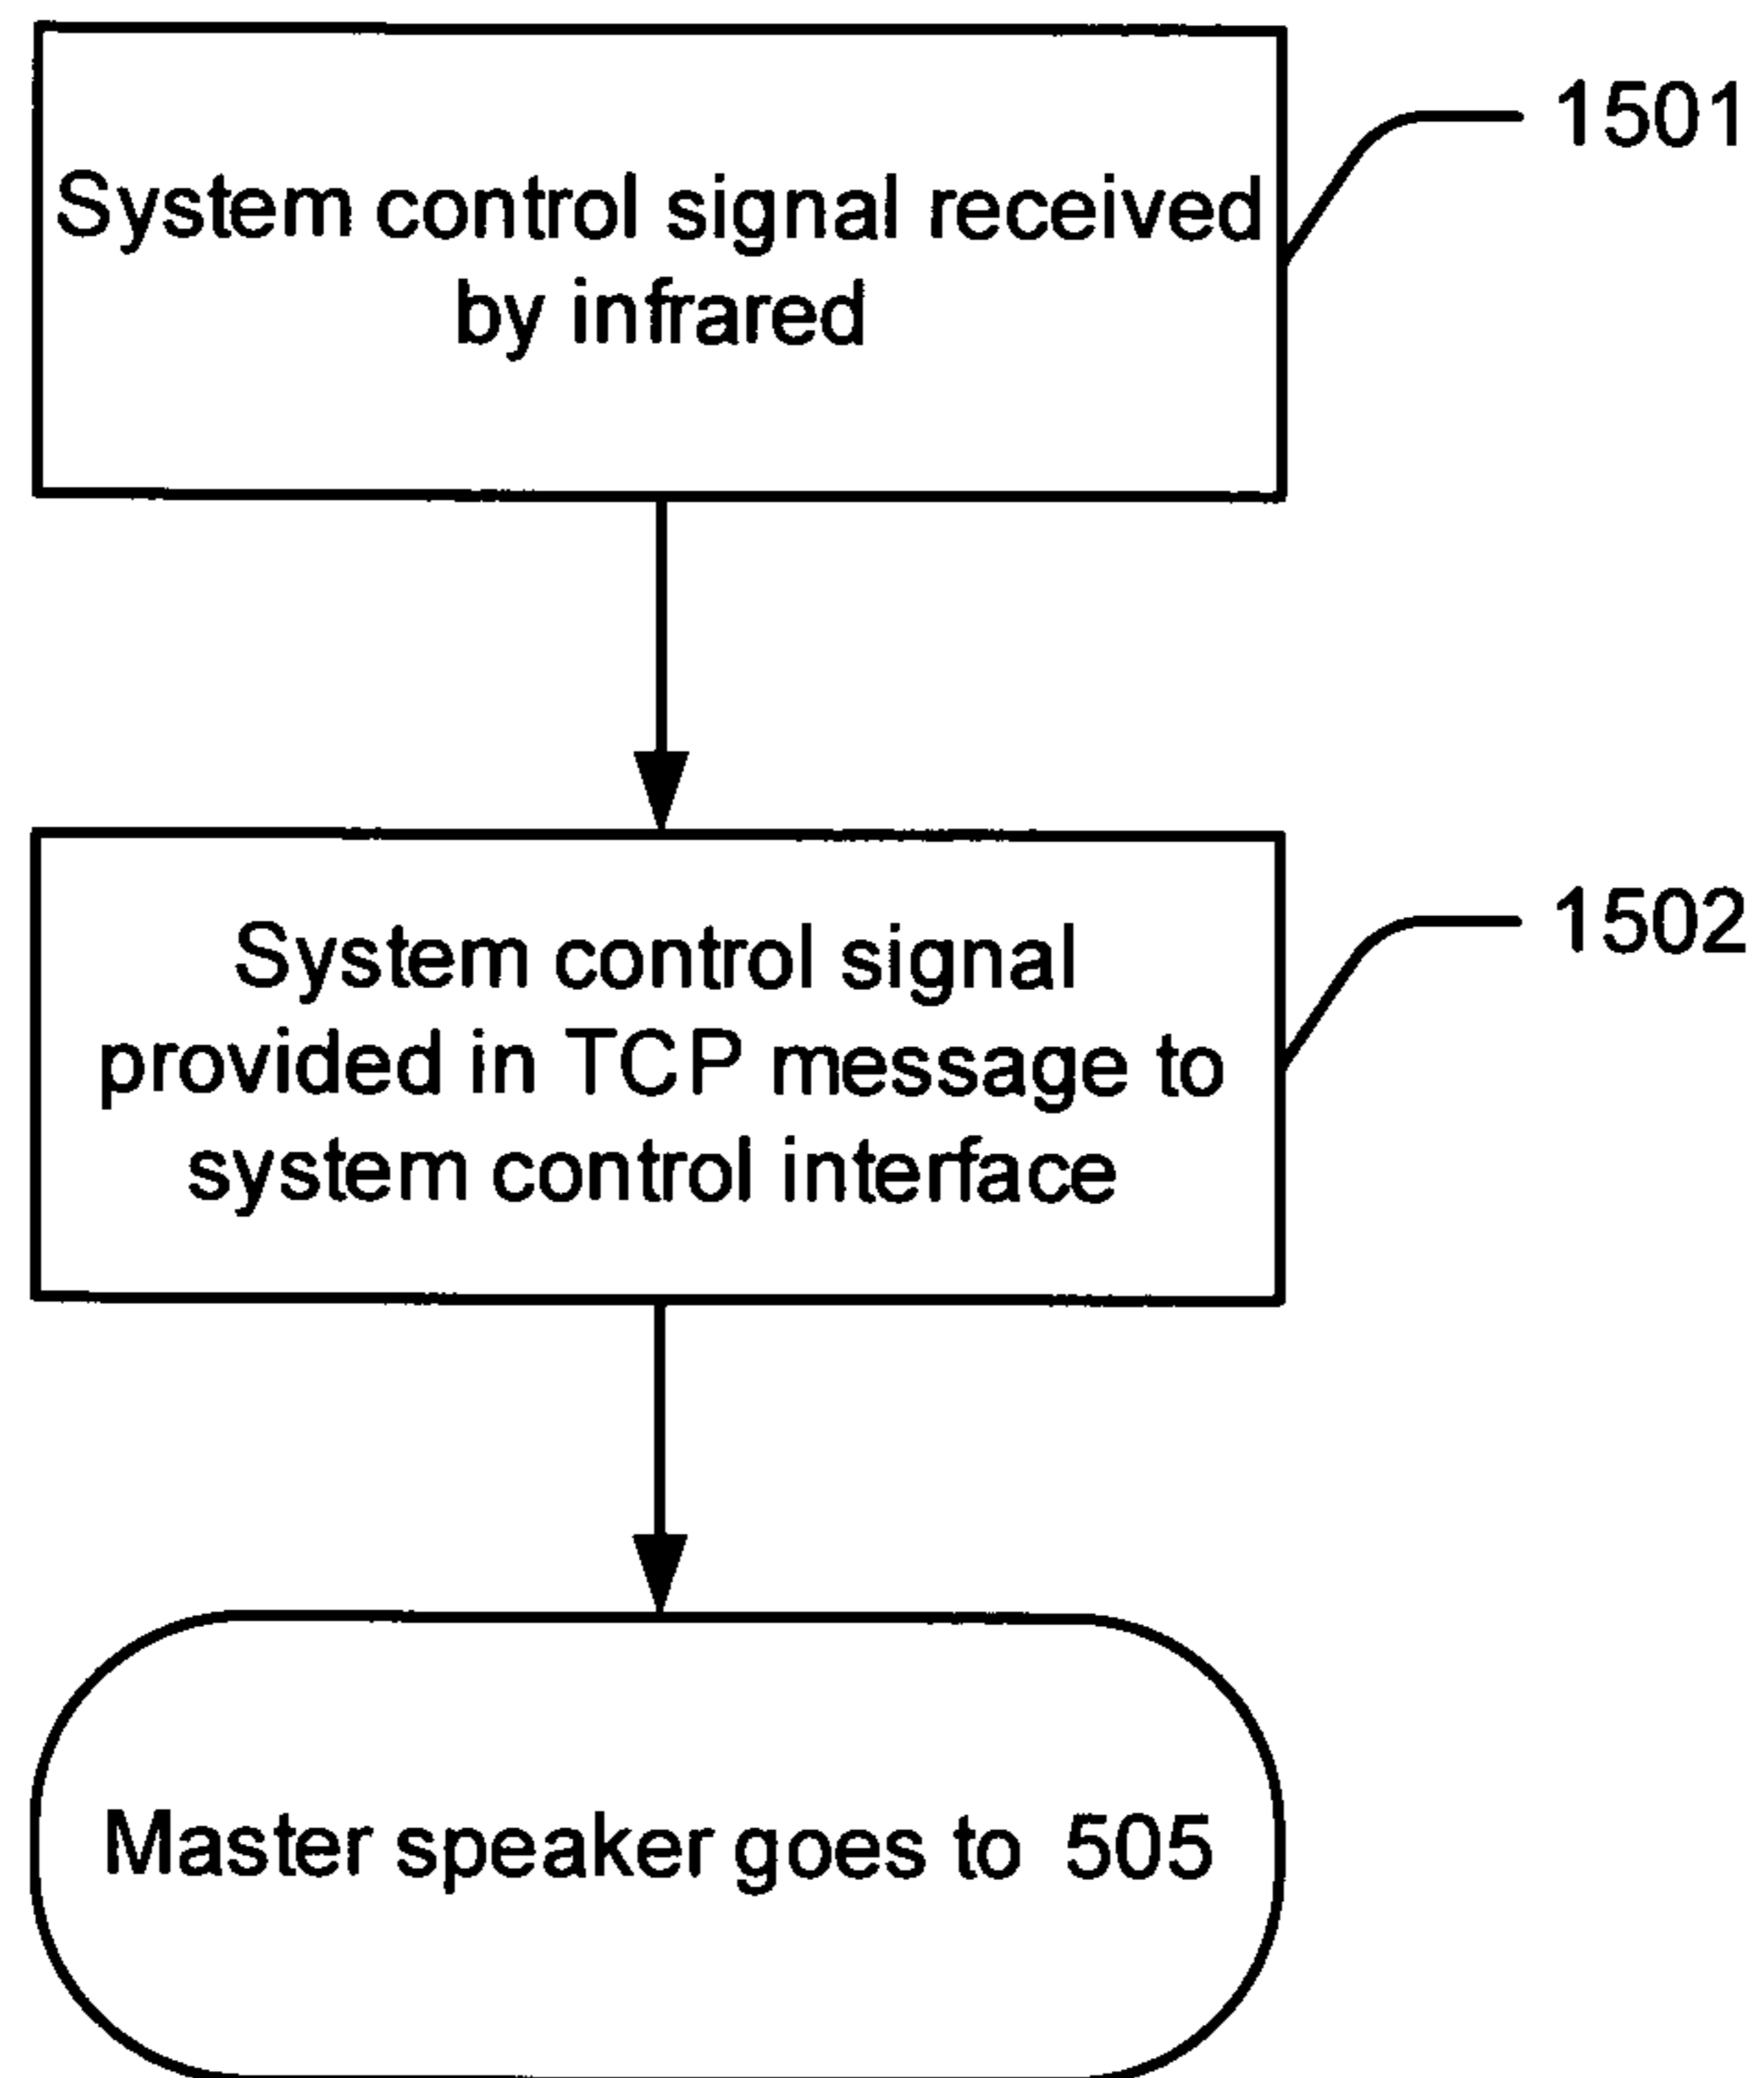 System control signal received
by infrared
1501
System control signal
provided in TCP message to
system control interface
1502
Master speaker goes to 505